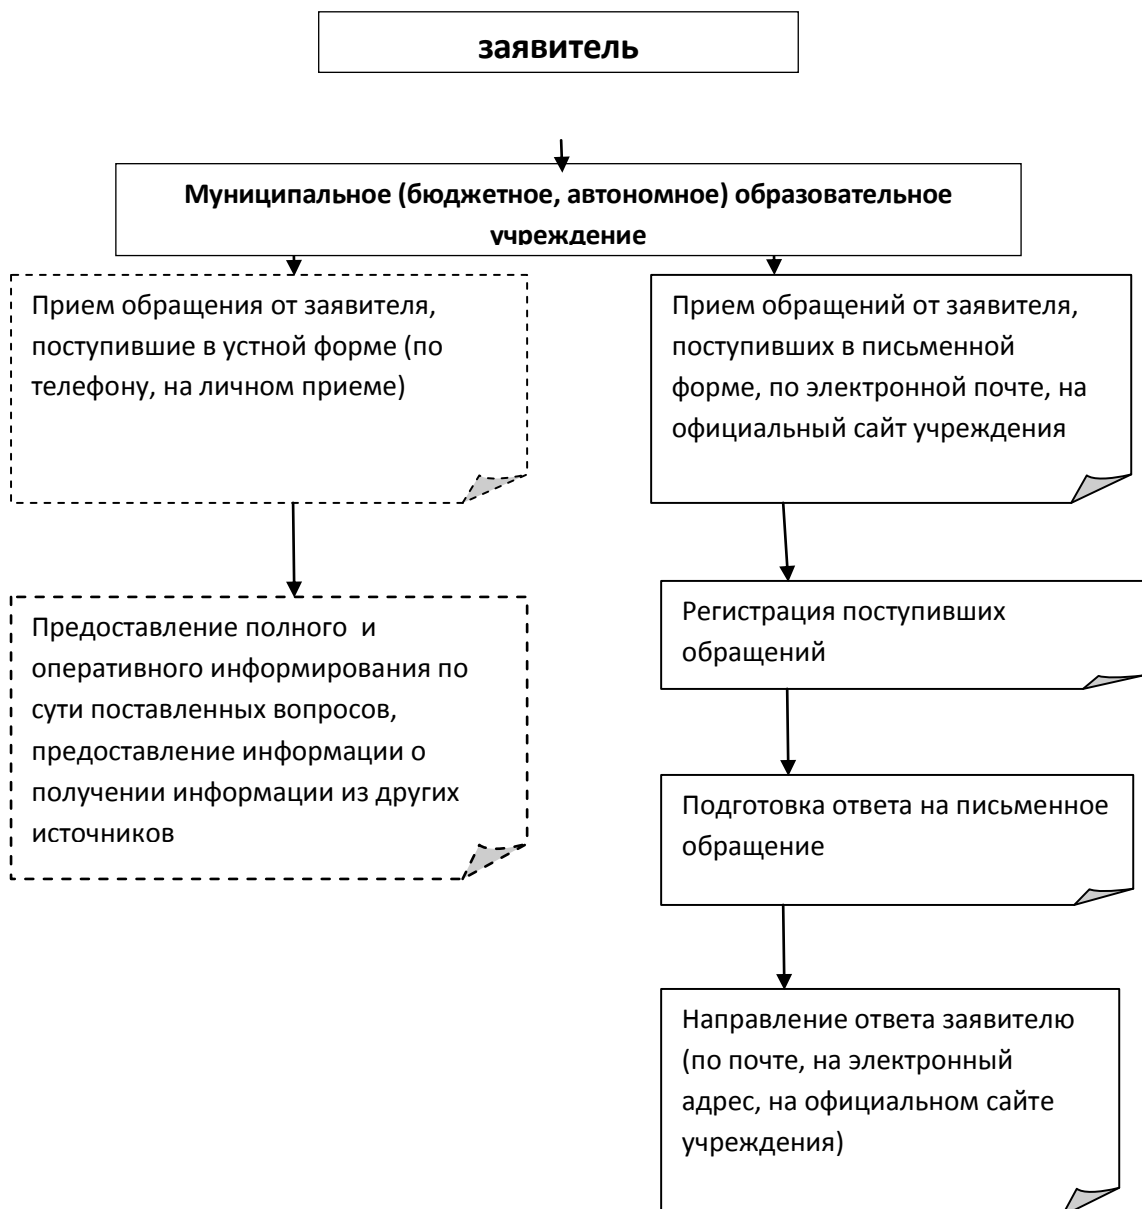 заявитель
Муниципальное (бюджетное, автономное) образовательное
учреждение
Прием обращения от заявителя,
поступившие в устной форме (по
телефону, на личном приеме)
Прием обращений от заявителя,
поступивших в письменной
форме, по электронной почте, на
официальный сайт учреждения
Предоставление полного и
оперативного информирования по
сути поставленных вопросов,
предоставление информации о
получении информации из других
источников
Регистрация поступивших
обращений
Подготовка ответа на письменное
обращение
Направление ответа заявителю
(по почте, на электронный
адрес, на официальном сайте
учреждения)